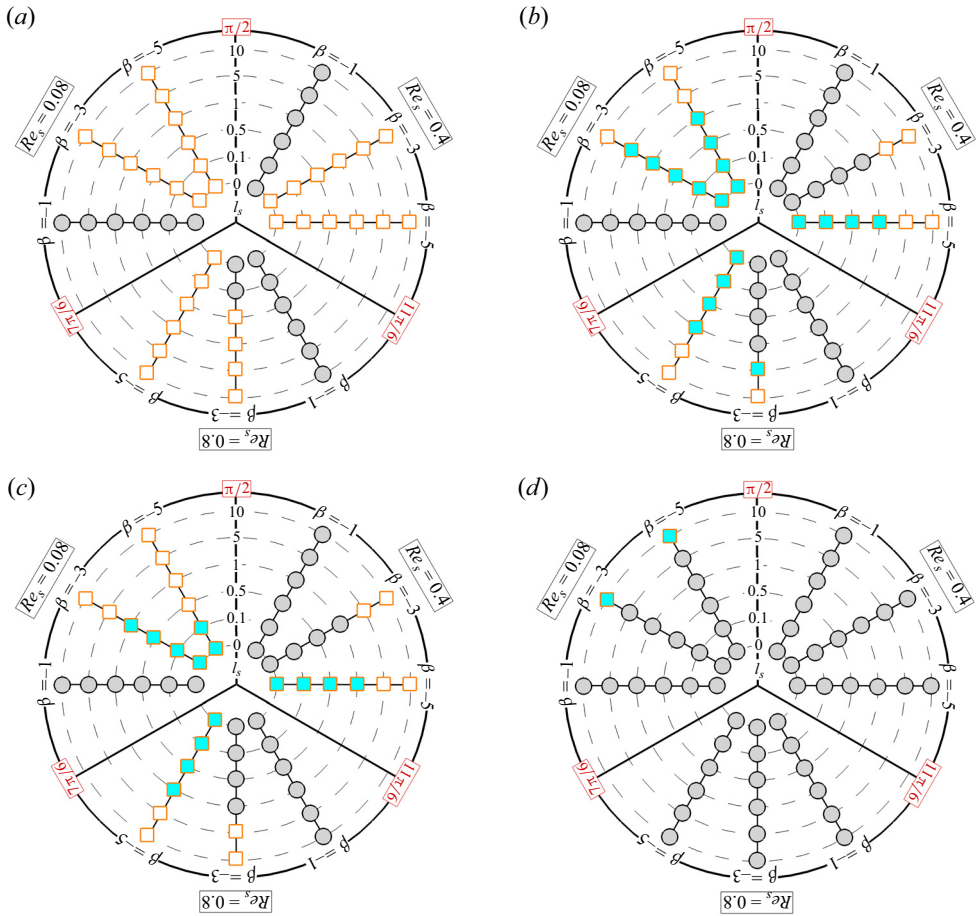 (a)
π/2
β=−5
β=−1
10
5
1
0.5
0.1
0
l_s
Re_s = 0.08
Re_s = 0.4
β=−3
β=−3
β=−1
β=−5
7π/6
11π/6
β=−5
β=−3
β=−1
Re_s = 0.8
(b)
π/2
β=−5
β=−1
10
5
1
0.5
0.1
0
l_s
Re_s = 0.08
Re_s = 0.4
β=−3
β=−3
β=−1
β=−5
7π/6
11π/6
β=−5
β=−3
β=−1
Re_s = 0.8
(c)
π/2
β=−5
β=−1
10
5
1
0.5
0.1
0
l_s
Re_s = 0.08
Re_s = 0.4
β=−3
β=−3
β=−1
β=−5
7π/6
11π/6
β=−5
β=−3
β=−1
Re_s = 0.8
(d)
π/2
β=−5
β=−1
10
5
1
0.5
0.1
0
l_s
Re_s = 0.08
Re_s = 0.4
β=−3
β=−3
β=−1
β=−5
7π/6
11π/6
β=−5
β=−3
β=−1
Re_s = 0.8